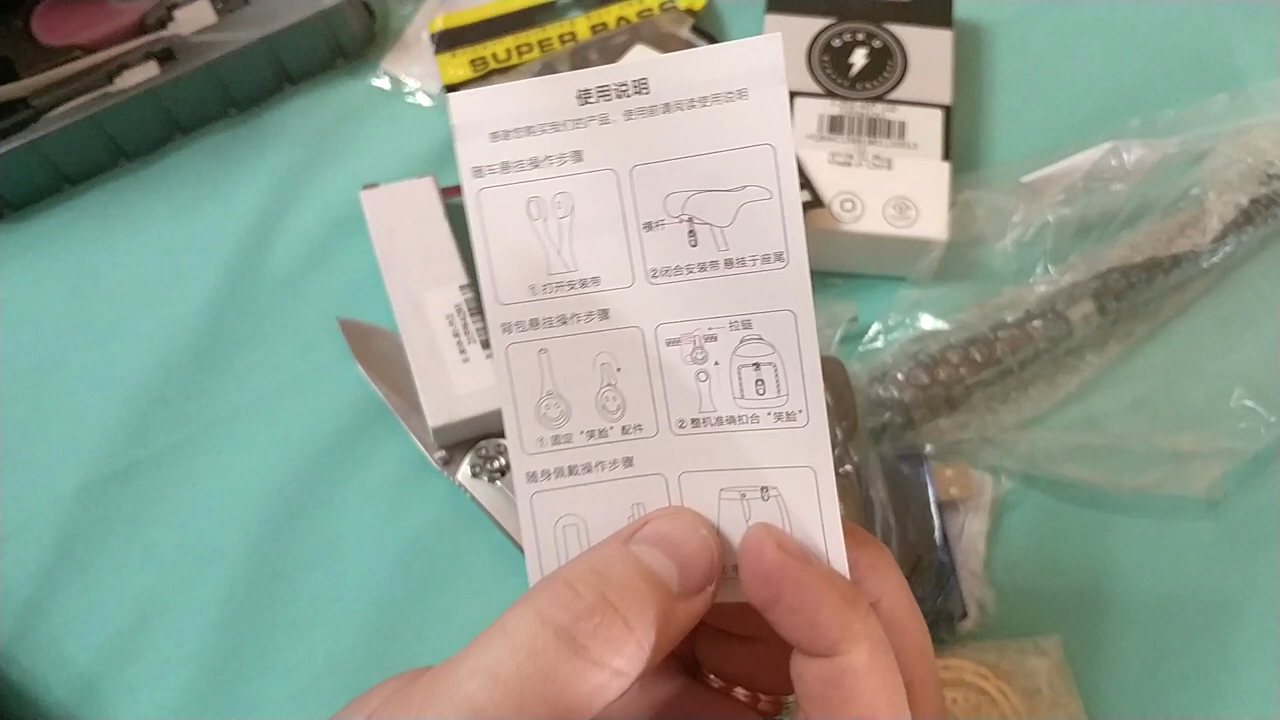 SUPER BASS
使用说明
感谢您购买我们的产品，使用前请阅读使用说明
随车悬挂操作步骤
①打开安装带
横杆
②闭合安装带 悬挂于座尾
背包悬挂操作步骤
①固定“笑脸”配件
拉链
②整机准确扣合“笑脸”
随身佩戴操作步骤